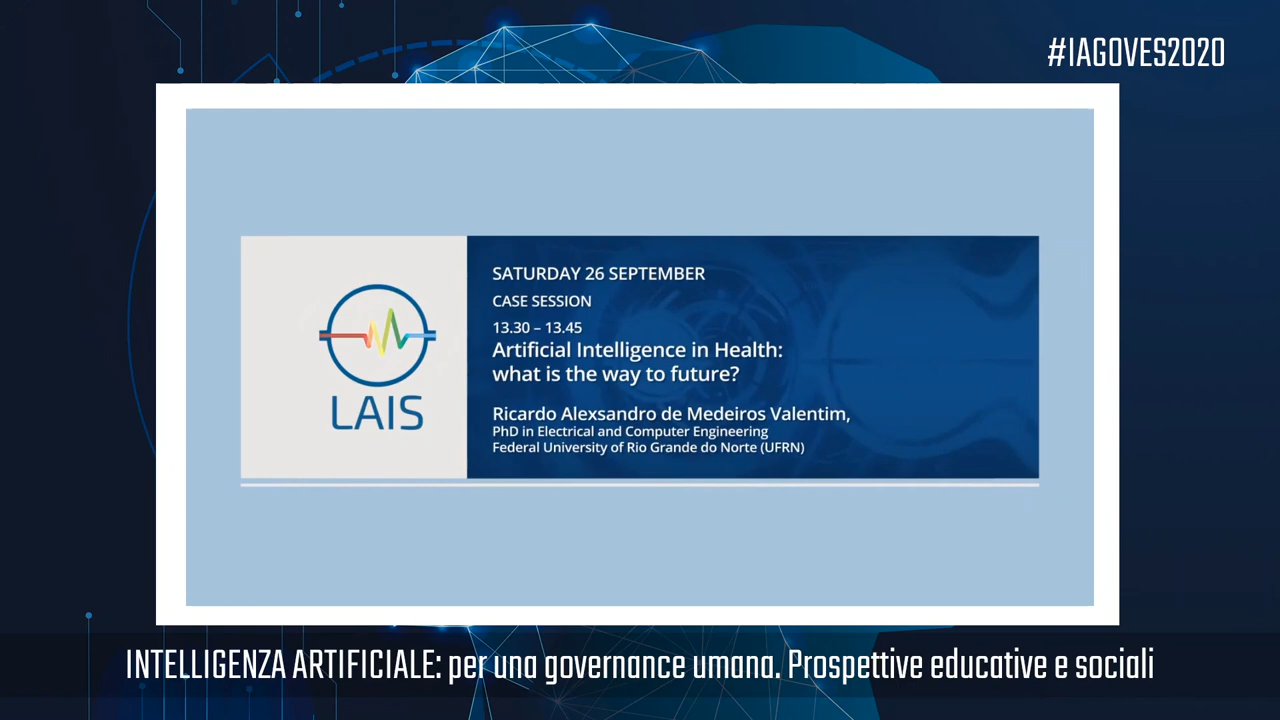 #IAGOVES2020
SATURDAY 26 SEPTEMBER
CASE SESSION
13.30 – 13.45
Artificial Intelligence in Health:
what is the way to future?
LAIS
Ricardo Alexsandro de Medeiros Valentim,
PhD in Electrical and Computer Engineering
Federal University of Rio Grande do Norte (UFRN)
INTELLIGENZA ARTIFICIALE: per una governance umana. Prospettive educative e sociali